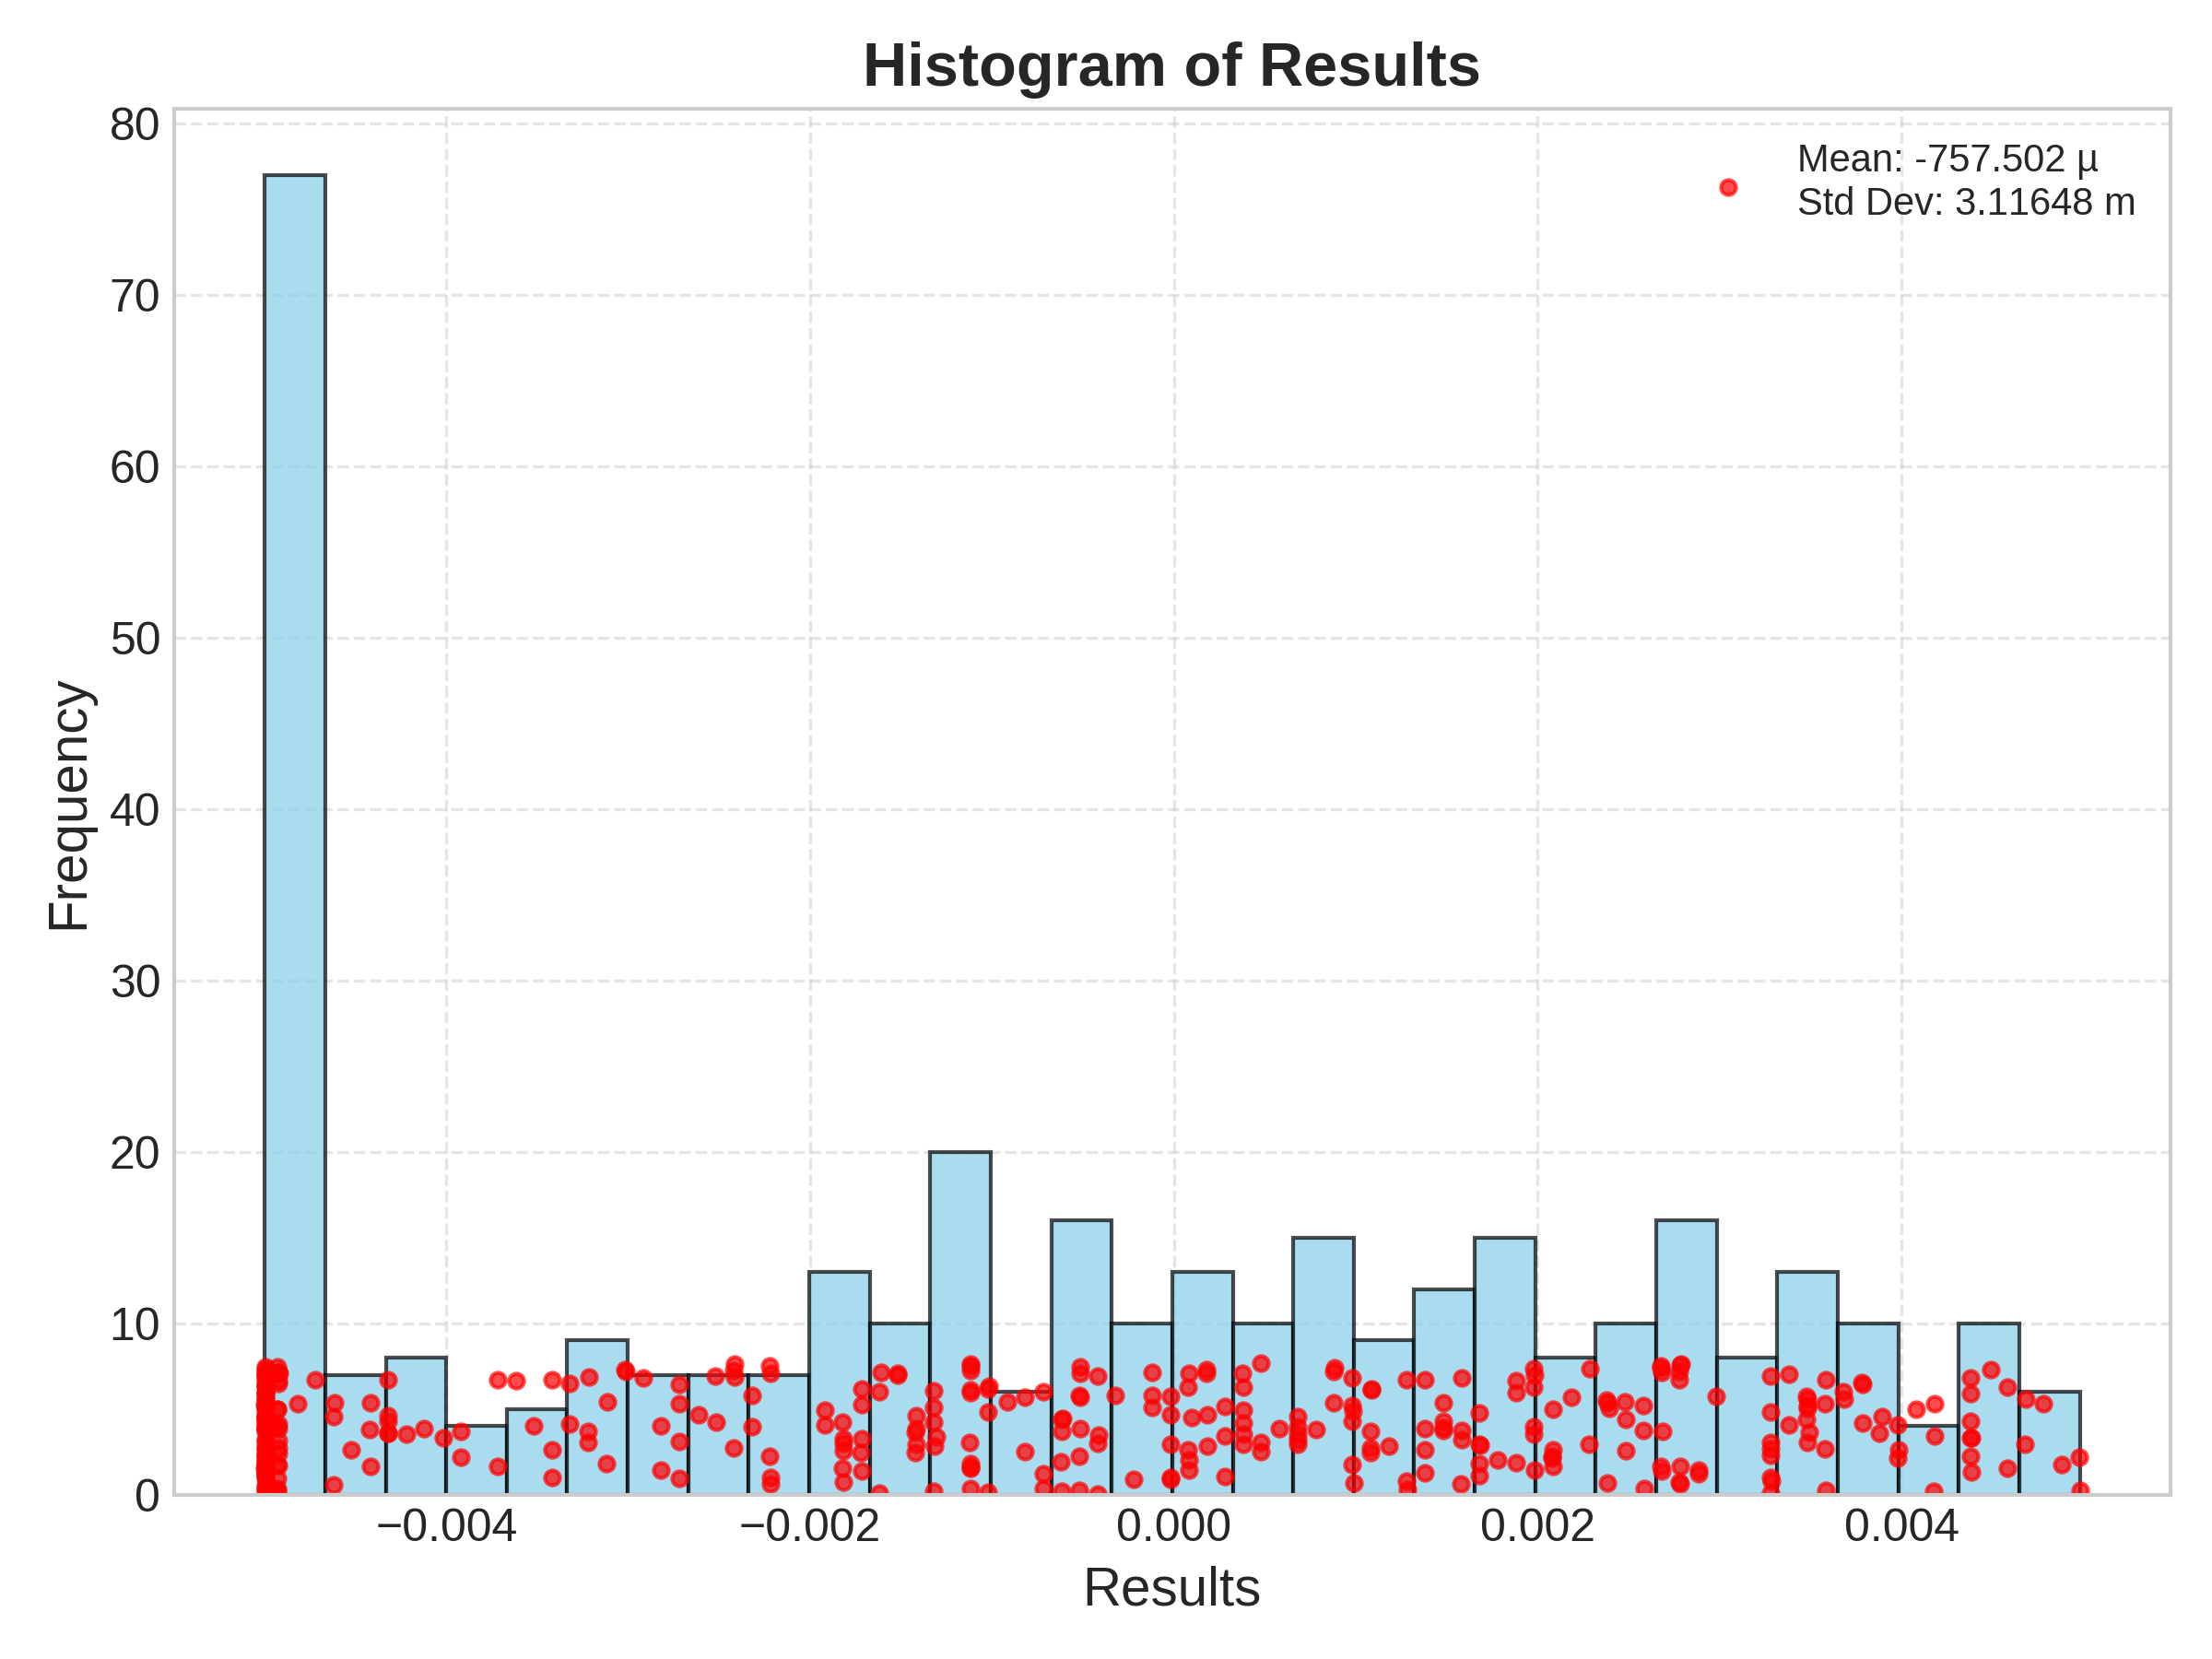 Histogram of Results
Mean: -757.502 µ
Std Dev: 3.11648 m
80
70
60
50
40
30
20
10
0
Frequency
−0.004
−0.002
0.000
0.002
0.004
Results